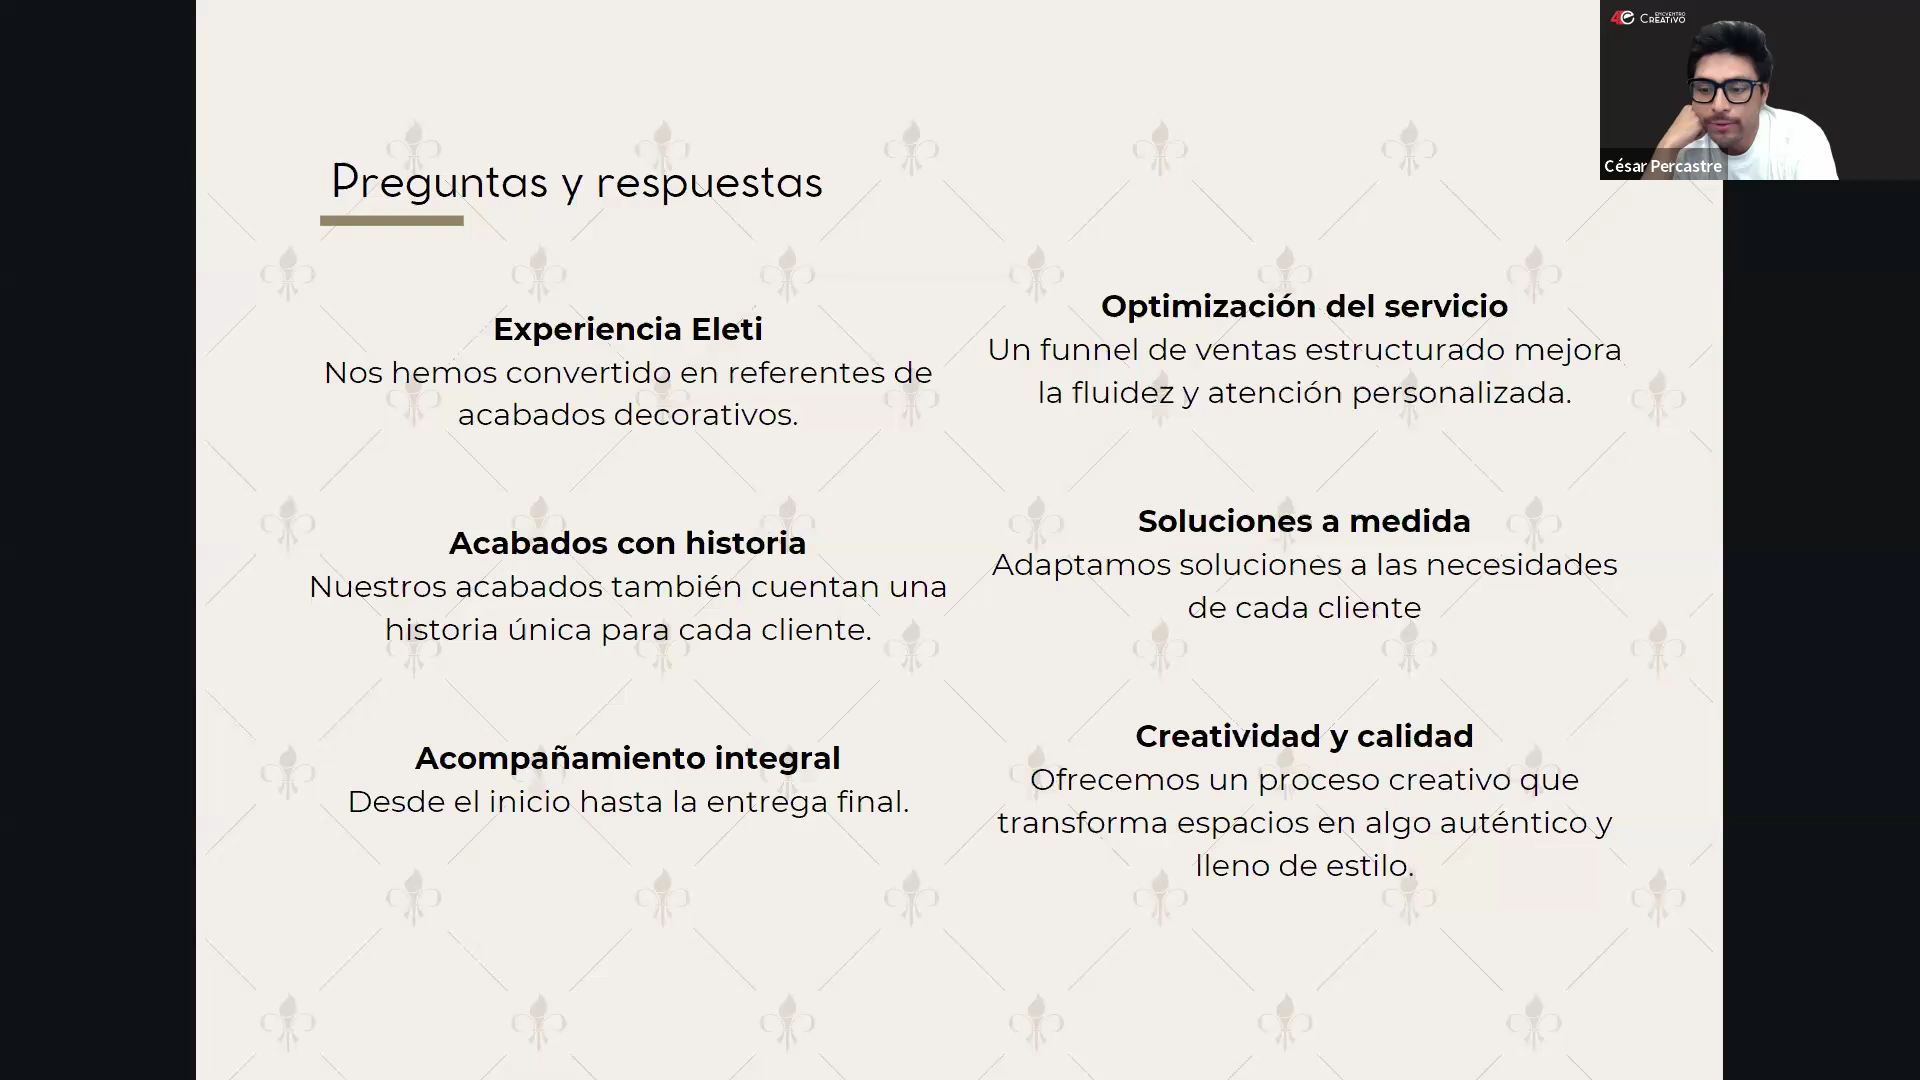 Preguntas y respuestas
Experiencia Eleti
Nos hemos convertido en referentes de
acabados decorativos.
Acabados con historia
Nuestros acabados también cuentan una
historia única para cada cliente.
Acompañamiento integral
Desde el inicio hasta la entrega final.
Optimización del servicio
Un funnel de ventas estructurado mejora
la fluidez y atención personalizada.
Soluciones a medida
Adaptamos soluciones a las necesidades
de cada cliente
Creatividad y calidad
Ofrecemos un proceso creativo que
transforma espacios en algo auténtico y
lleno de estilo.
ENCUENTRO
CREATIVO
César Percastre